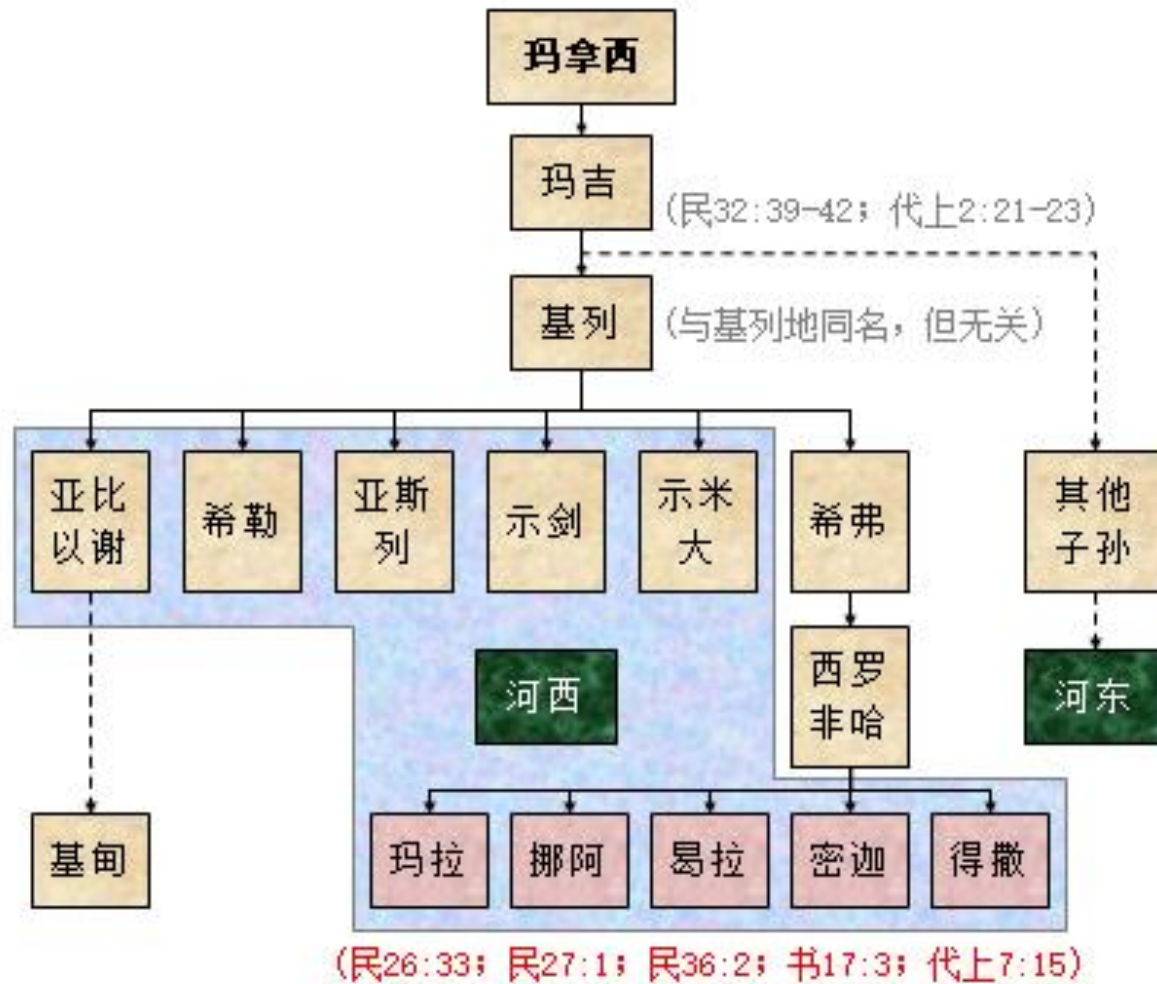 玛拿西
玛吉
(民32:39-42；代上2:21-23)
基列
(与基列地同名，但无关)
亚比
以谢
希勒
亚斯
列
示剑
示米
大
希弗
其他
子孙
河西
西罗
非哈
河东
基甸
玛拉
挪阿
曷拉
密迦
得撒
(民26:33；民27:1；民36:2；书17:3；代上7:15)